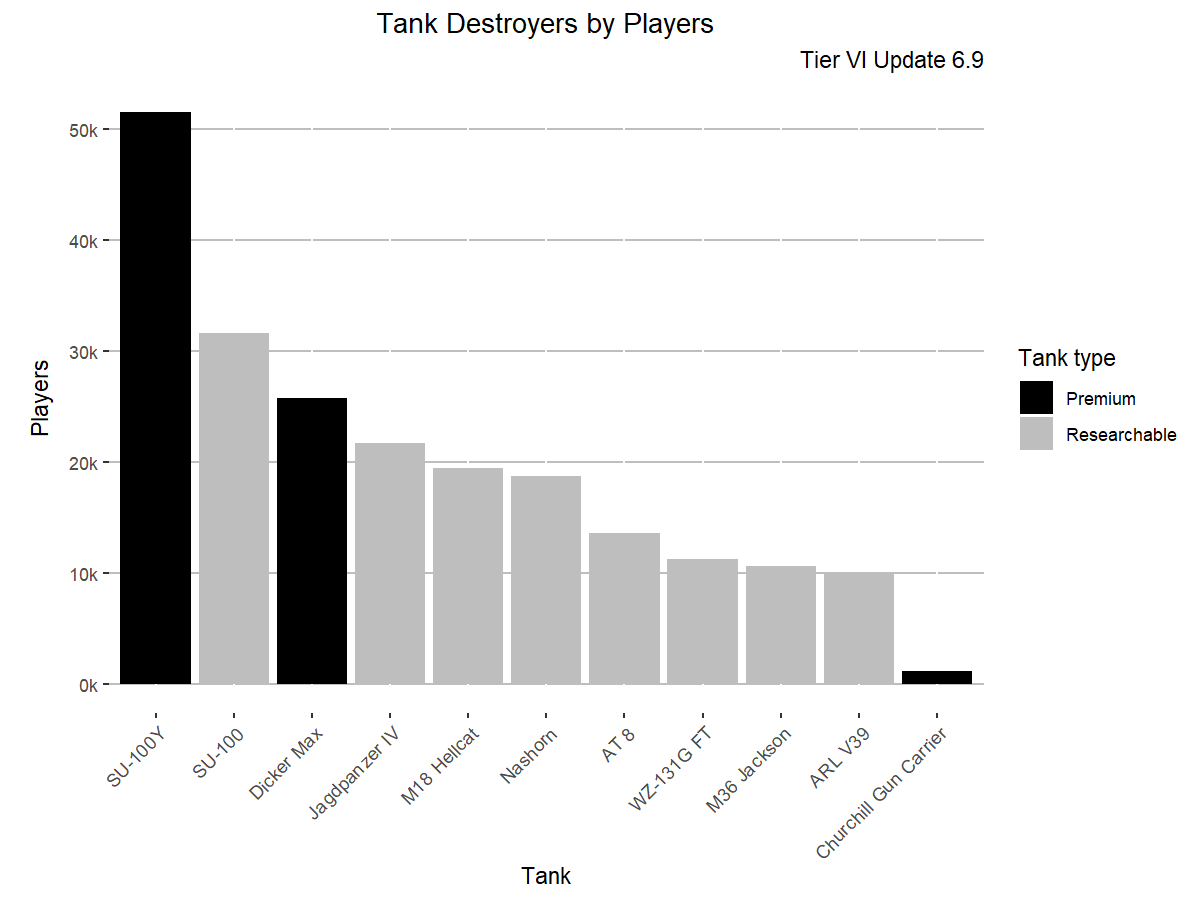 Tank Destroyers by Players
Tier VI Update 6.9
Players
50k
40k
30k
20k
10k
0k
SU-100Y
SU-100
Dicker Max
Jagdpanzer IV
M18 Hellcat
Nashorn
AT 8
WZ-131G FT
M36 Jackson
ARL V39
Churchill Gun Carrier
Tank
Tank type
Premium
Researchable